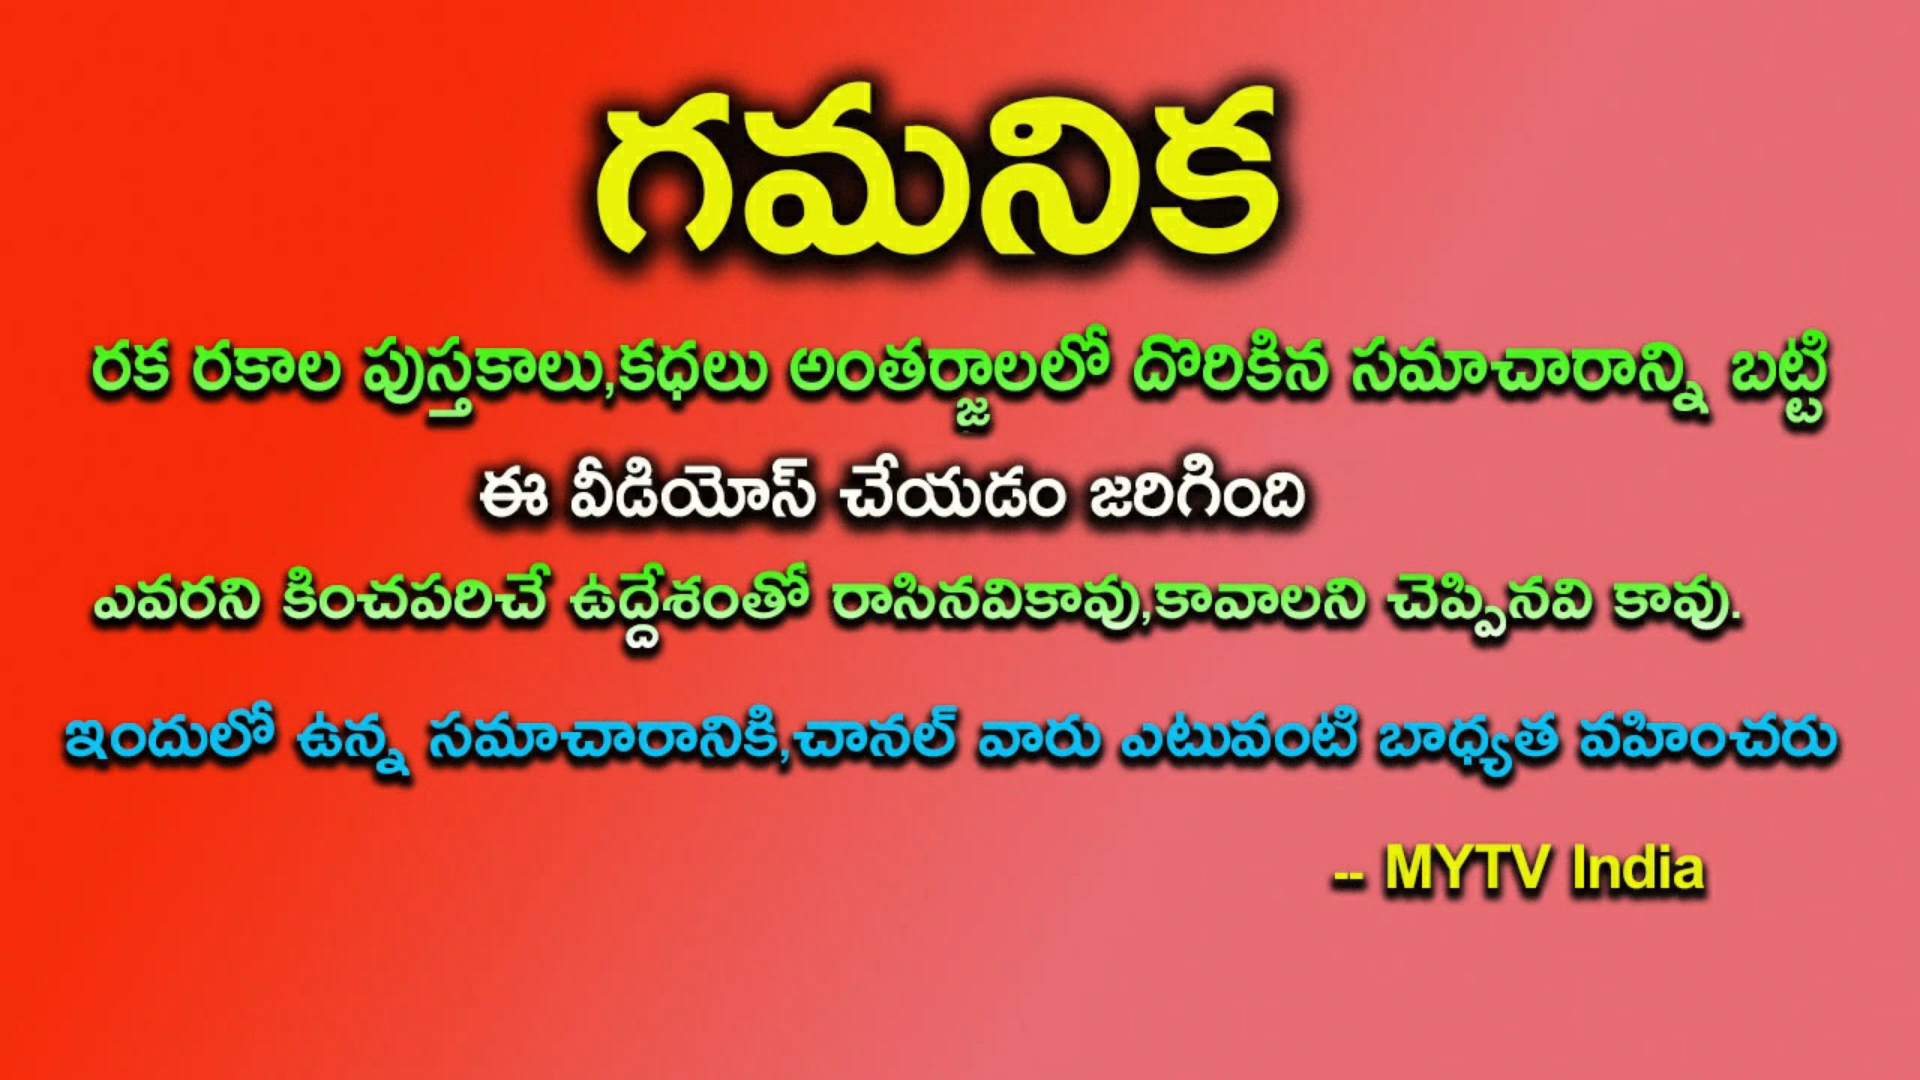 గమనిక
రక రకాల పుస్తకాలు,కధలు అంతర్జాలలో దొరికిన సమాచారాన్ని బట్టి
ఈ వీడియోస్ చేయడం జరిగింది
ఎవరని కించపరిచే ఉద్దేశంతో రాసినవికావు,కావాలని చెప్పినవి కావు.
ఇందులో ఉన్న సమాచారానికి,చానల్ వారు ఎటువంటి బాధ్యత వహించరు
-- MYTV India